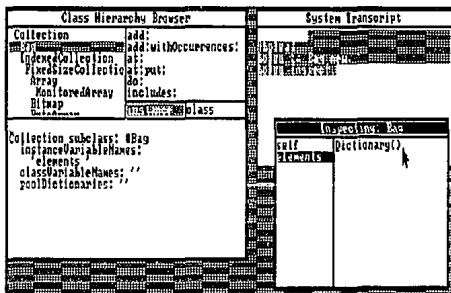 Class Hierarchy Browser
Collection
IndexedCollection
FixedSizeCollectio
Array
MonitoredArray
Bitmap
add:
add:withOccurrences:
at:
at:put:
do:
includes:
class
Collection subclass: #Bag
instanceVariableNames:
'elements'
classVariableNames: ''
poolDictionaries: ''
System Transcript
Inspecting: Bag
self
elements
Dictionary()